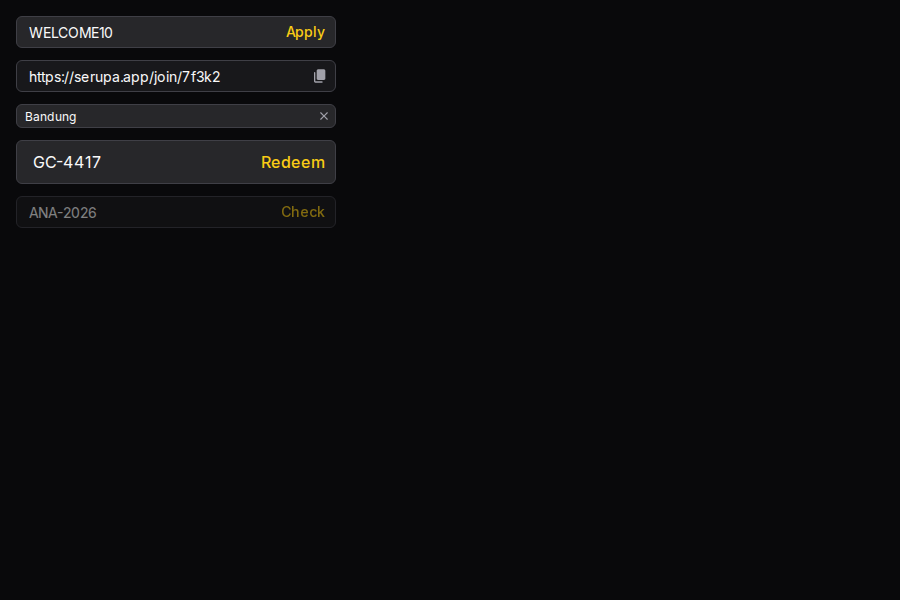 WELCOME10 Apply
https://serupa.app/join/7f3k2
Bandung
GC-4417 Redeem
ANA-2026 Check